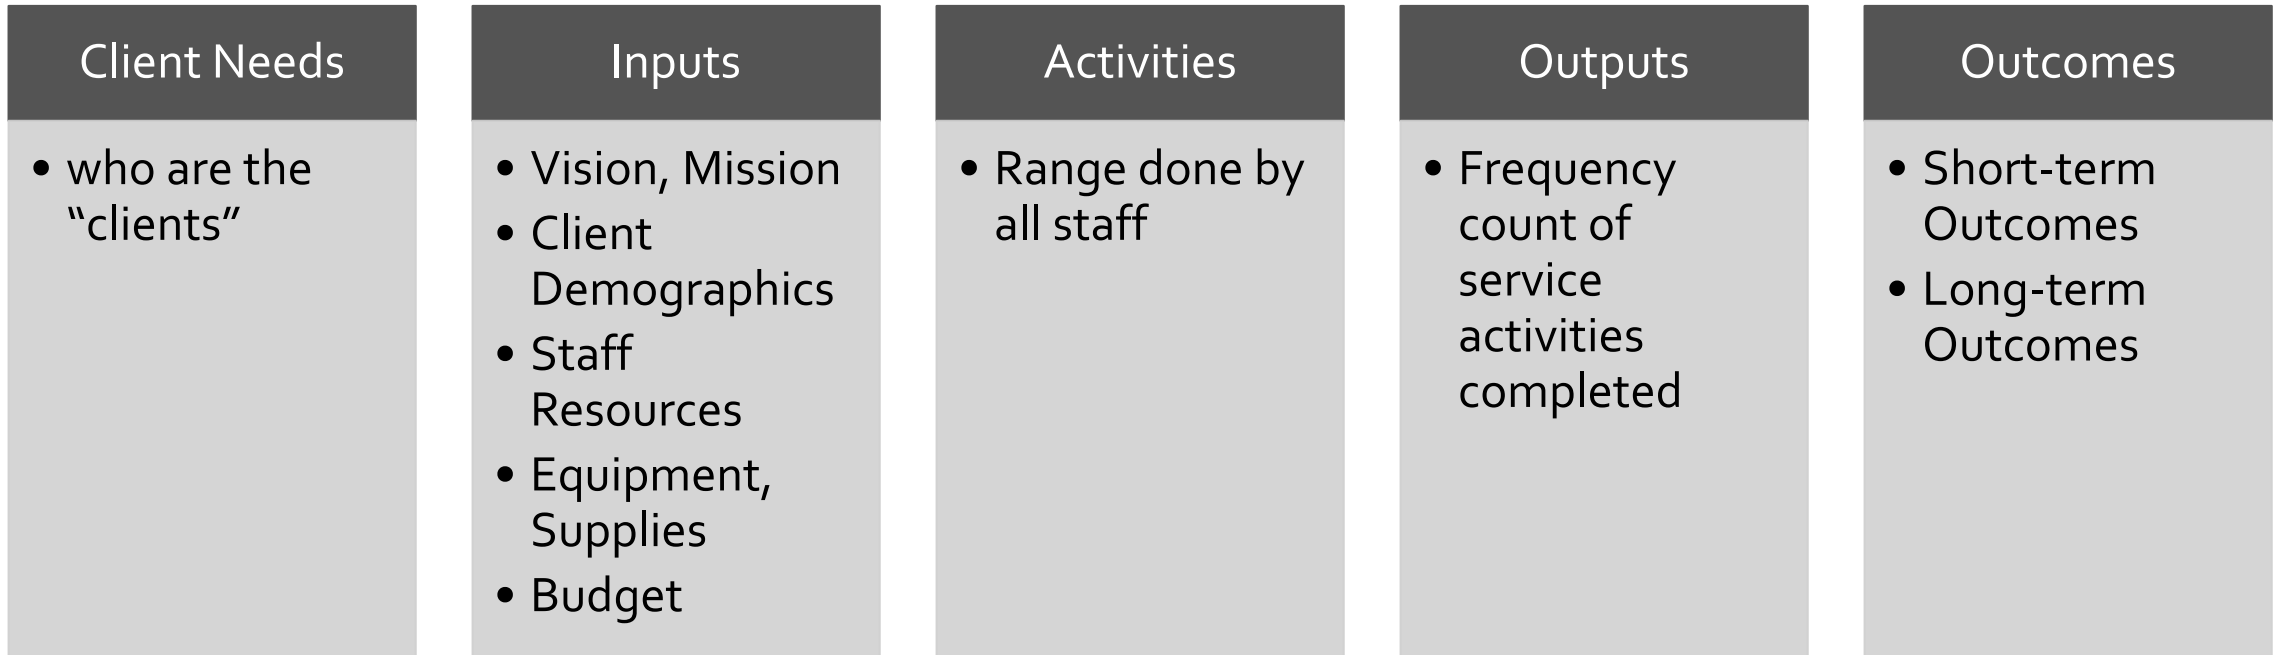 Client Needs
• who are the
“clients”
Inputs
• Vision, Mission
• Client
Demographics
• Staff
Resources
• Equipment,
Supplies
• Budget
Activities
• Range done by
all staff
Outputs
• Frequency
count of
service
activities
completed
Outcomes
• Short-term
Outcomes
• Long-term
Outcomes